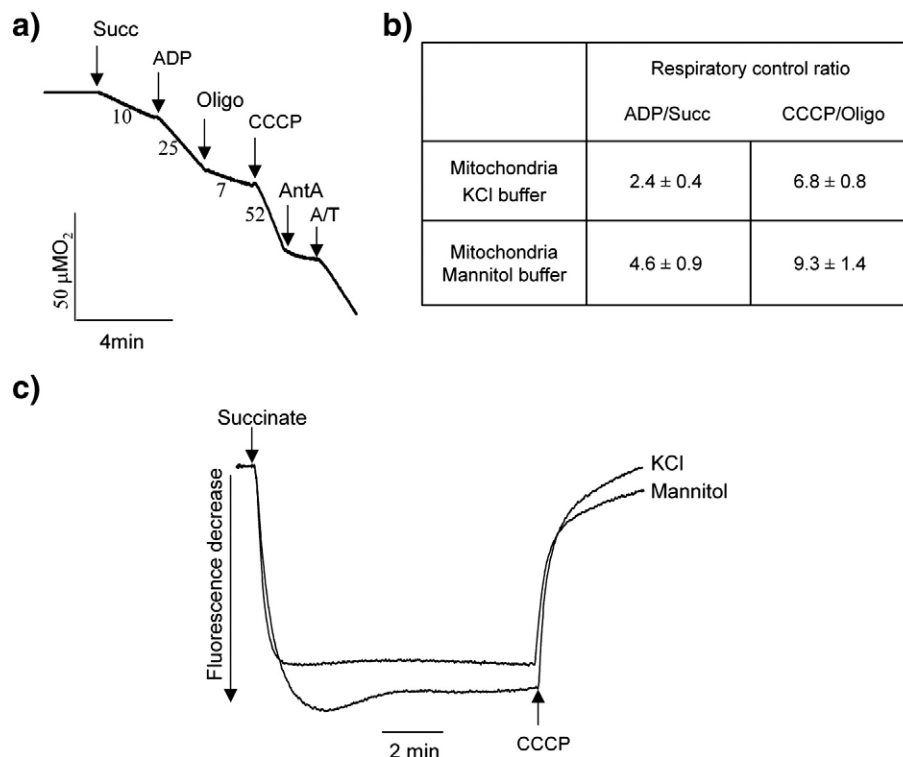 a)
Succ
ADP
Oligo
CCCP
AntA
A/T
10
25
7
52
50 µMO₂
4min
b)
Respiratory control ratio
ADP/Succ CCCP/Oligo
Mitochondria
KCl buffer
2.4 ± 0.4 6.8 ± 0.8
Mitochondria
Mannitol buffer
4.6 ± 0.9 9.3 ± 1.4
c)
Succinate
Fluorescence decrease
KCl
Mannitol
2 min
CCCP